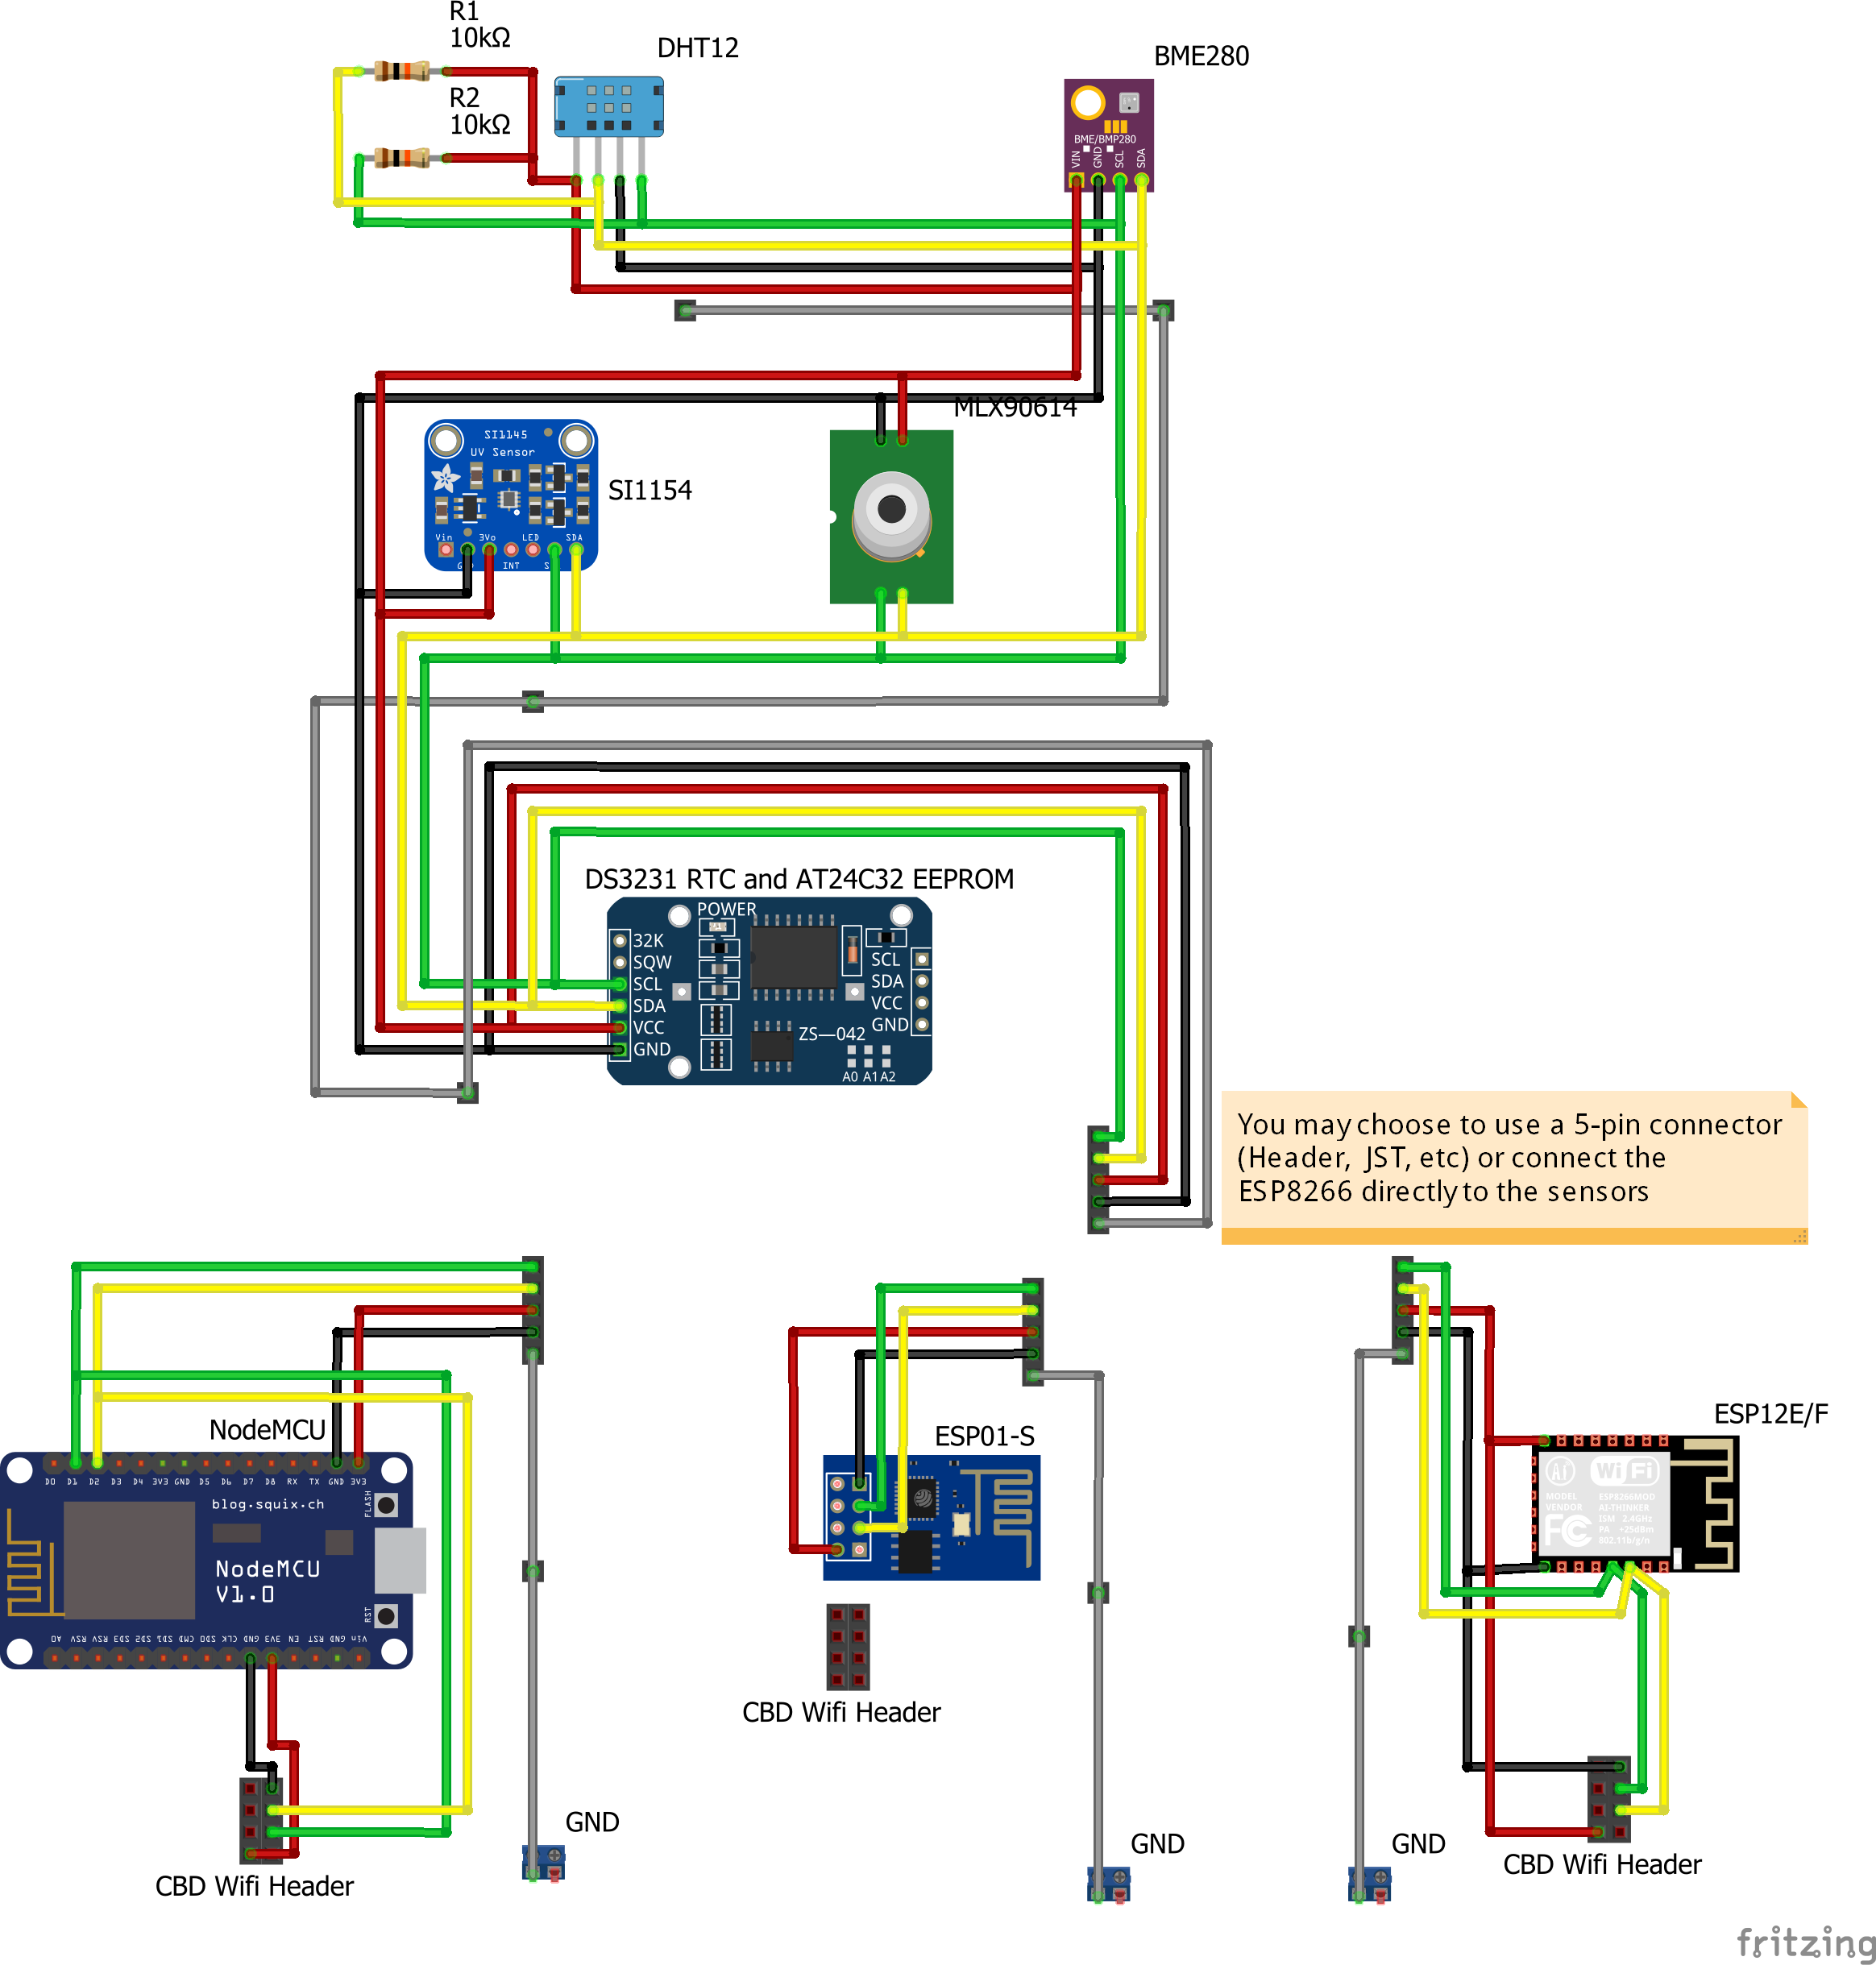 R1
10kΩ
DHT12
BME280
R2
10kΩ
BME/BMP280
VIN
GND
SCL
SDA
MLX90614
SI1145
UV Sensor
SI1154
Vin
3Vo
LED
SDA
INT
DS3231 RTC and AT24C32 EEPROM
POWER
32K
SQW
SCL
SDA
VCC
GND
SCL
SDA
VCC
GND
ZS—042
A0 A1 A2
You may choose to use a 5-pin connector
(Header, JST, etc) or connect the
ESP8266 directly to the sensors
NodeMCU
D0 D1 D2 D3 D4 3V3 GND D5 D6 D7 D8 RX TX GND 3V3
blog.squix.ch
FLASH
NodeMCU
V1.0
RST
A0 RSV RSV SD3 SD2 SD1 CMD SD0 CLK GND 3V3 EN RST GND Vin
CBD Wifi Header
GND
ESP01-S
CBD Wifi Header
GND
ESP12E/F
Ai
WiFi
MODEL ESP8266MOD
VENDOR AI-THINKER
ISM 2.4GHz
PA +25dBm
802.11b/g/n
FC
GND
CBD Wifi Header
fritzing